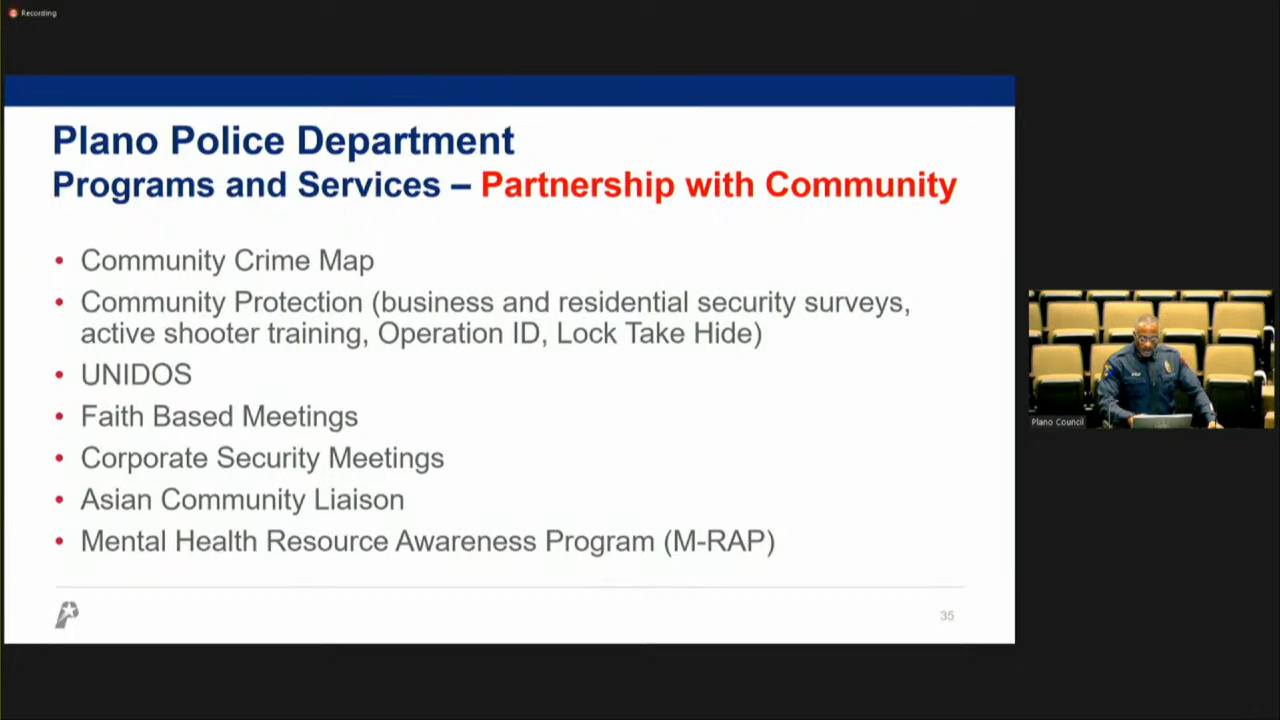 Recording
Plano Police Department
Programs and Services – Partnership with Community
• Community Crime Map
• Community Protection (business and residential security surveys,
active shooter training, Operation ID, Lock Take Hide)
• UNIDOS
• Faith Based Meetings
• Corporate Security Meetings
• Asian Community Liaison
• Mental Health Resource Awareness Program (M-RAP)
35
Plano Council